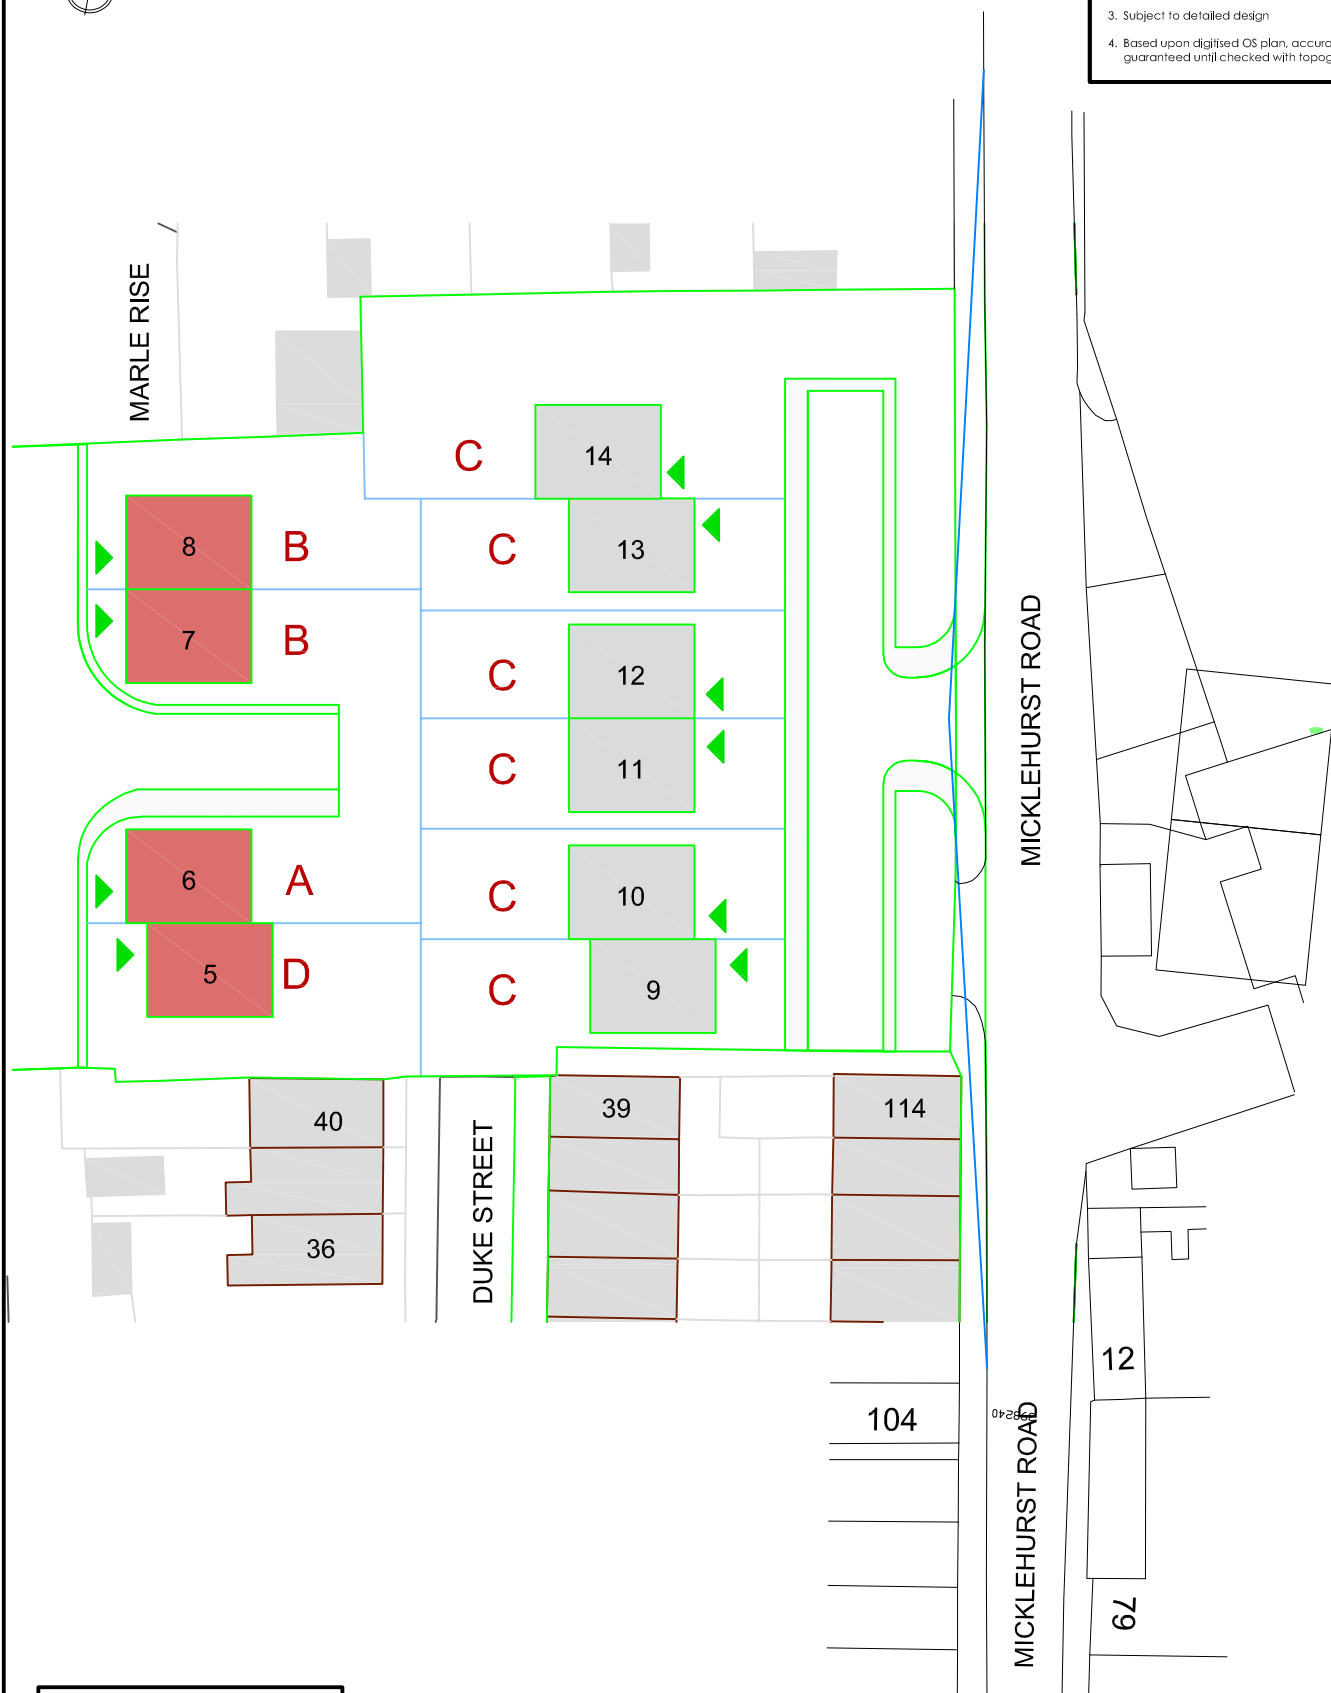 3. Subject to detailed design
4. Based upon digitised OS plan,
guaranteed until checked with
MARLE RISE
C
14
8
B
C
13
7
B
C
12
MICKLEHURST ROAD
C
11
6
A
C
10
5
D
C
9
40
39
114
DUKE STREET
36
12
104
398240
MICKLEHURST ROAD
79